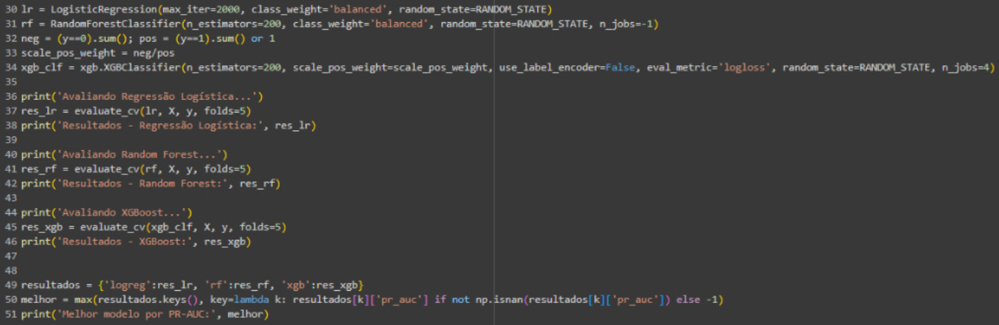 30 lr = LogisticRegression(max_iter=2000, class_weight='balanced', random_state=RANDOM_STATE)
31 rf = RandomForestClassifier(n_estimators=200, class_weight='balanced', random_state=RANDOM_STATE, n_jobs=-1)
32 neg = (y==0).sum(); pos = (y==1).sum() or 1
33 scale_pos_weight = neg/pos
34 xgb_clf = xgb.XGBClassifier(n_estimators=200, scale_pos_weight=scale_pos_weight, use_label_encoder=False, eval_metric='logloss', random_state=RANDOM_STATE, n_jobs=4)
35
36 print('Avaliando Regressão Logística...')
37 res_lr = evaluate_cv(lr, X, y, folds=5)
38 print('Resultados - Regressão Logística:', res_lr)
39
40 print('Avaliando Random Forest...')
41 res_rf = evaluate_cv(rf, X, y, folds=5)
42 print('Resultados - Random Forest:', res_rf)
43
44 print('Avaliando XGBoost...')
45 res_xgb = evaluate_cv(xgb_clf, X, y, folds=5)
46 print('Resultados - XGBoost:', res_xgb)
47
48
49 resultados = {'logreg':res_lr, 'rf':res_rf, 'xgb':res_xgb}
50 melhor = max(resultados.keys(), key=lambda k: resultados[k]['pr_auc'] if not np.isnan(resultados[k]['pr_auc']) else -1)
51 print('Melhor modelo por PR-AUC:', melhor)